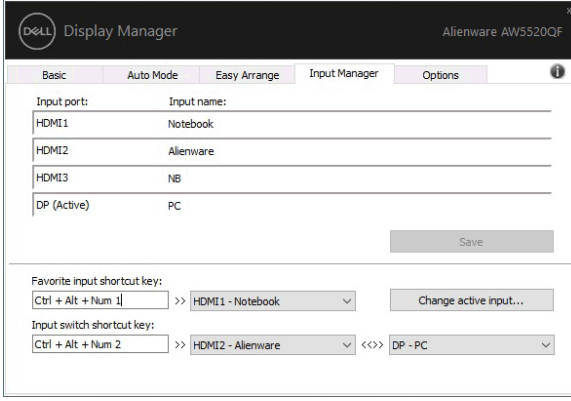 DELL Display Manager Alienware AW5520QF
Basic Auto Mode Easy Arrange Input Manager Options
Input port: Input name:
HDMI1 Notebook
HDMI2 Alienware
HDMI3 NB
DP (Active) PC
Save
Favorite input shortcut key:
Ctrl + Alt + Num 1 >> HDMI1 - Notebook Change active input...
Input switch shortcut key:
Ctrl + Alt + Num 2 >> HDMI2 - Alienware <<>> DP - PC